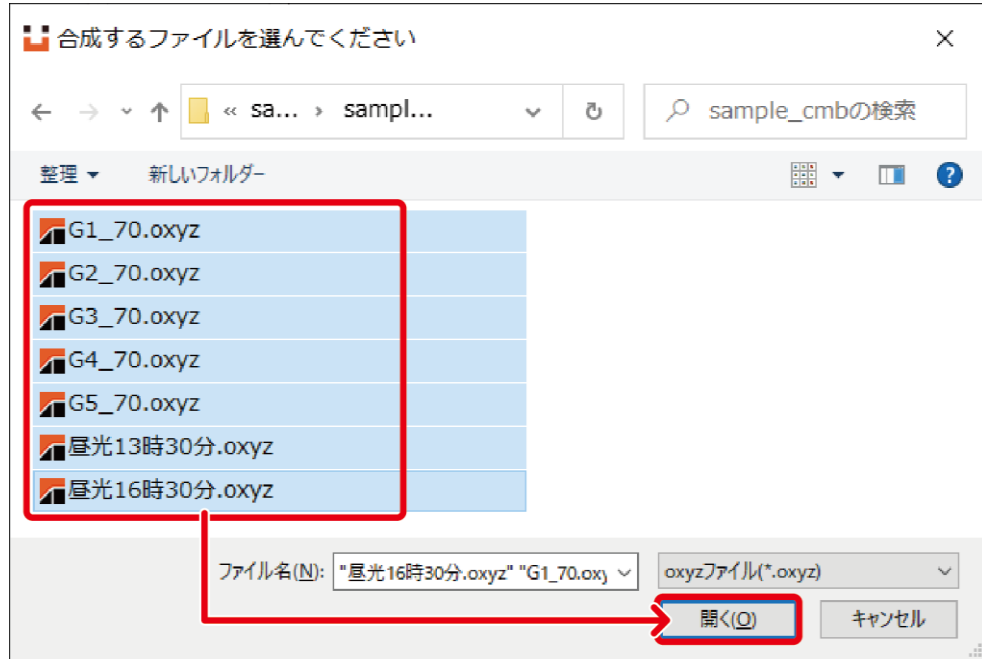 合成するファイルを選んでください
« sa... › sampl...
sample_cmbの検索
整理 新しいフォルダー
?
G1_70.oxyz
G2_70.oxyz
G3_70.oxyz
G4_70.oxyz
G5_70.oxyz
昼光13時30分.oxyz
昼光16時30分.oxyz
ファイル名(N): "昼光16時30分.oxyz" "G1_70.oxy oxyzファイル(*.oxyz)
開く(O) キャンセル